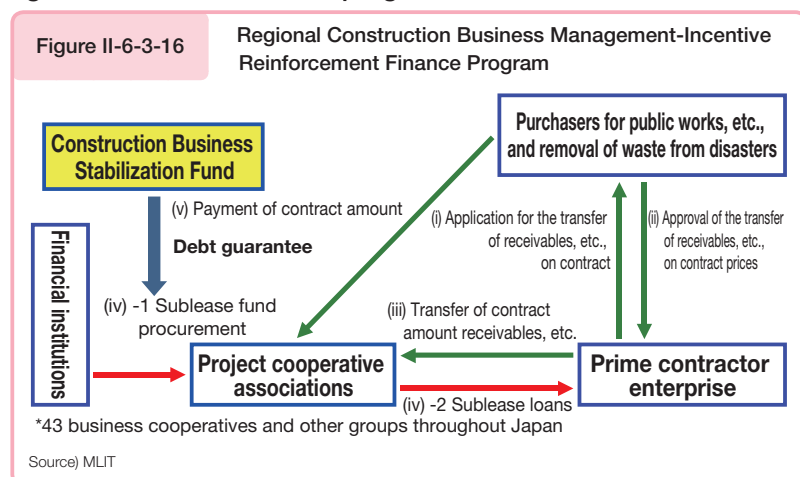 Figure II-6-3-16
Regional Construction Business Management-Incentive
Reinforcement Finance Program
Construction Business
Stabilization Fund
Purchasers for public works, etc.,
and removal of waste from disasters
(v) Payment of contract amount
Debt guarantee
(i) Application for the transfer
of receivables, etc.,
on contract
(ii) Approval of the transfer
of receivables, etc.,
on contract prices
Financial institutions
(iv) -1 Sublease fund
procurement
(iii) Transfer of contract
amount receivables, etc.
Project cooperative
associations
Prime contractor
enterprise
(iv) -2 Sublease loans
*43 business cooperatives and other groups throughout Japan
Source) MLIT